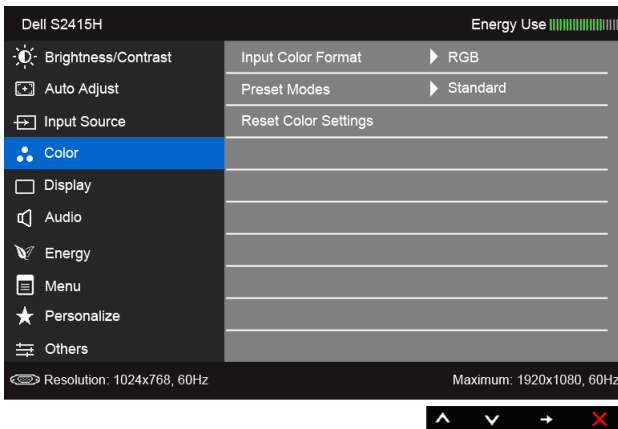 Dell S2415H Energy Use
Brightness/Contrast Input Color Format RGB
Auto Adjust Preset Modes Standard
Input Source Reset Color Settings
Color
Display
Audio
Energy
Menu
Personalize
Others
Resolution: 1024x768, 60Hz Maximum: 1920x1080, 60Hz